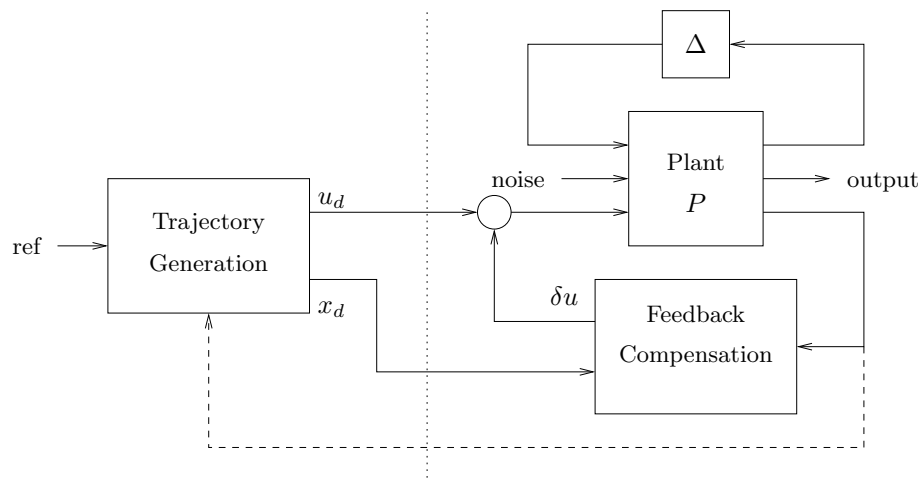 Δ
Plant
P
noise
output
u_d
Trajectory
Generation
ref
x_d
δu
Feedback
Compensation